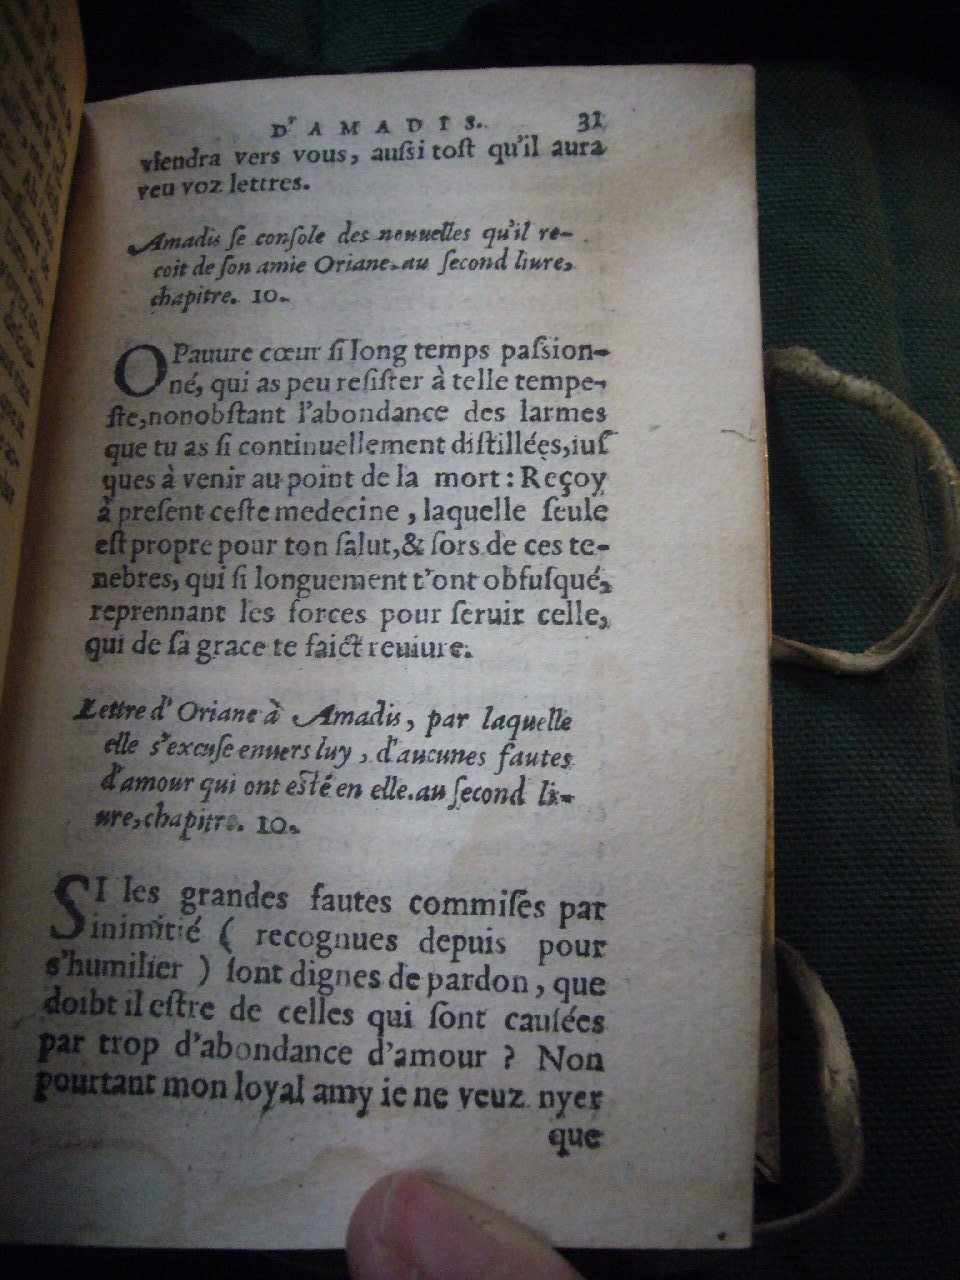 D'AMADIS. 31
viendra vers vous, aussi tost qu'il aura
veu voz lettres.
Amadis se console des nouuelles qu'il re-
coit de son amie Oriane. au second liure,
chapitre. 10.
O Pauure cœur si long temps passion-
né, qui as peu resister à telle tempe-
ste, nonobstant l'abondance des larmes
que tu as si continuellement distillées, ius
ques à venir au point de la mort: Reçoy
à present ceste medecine, laquelle seule
est propre pour ton salut, & sors de ces te-
nebres, qui si longuement t'ont obfusqué,
reprennant les forces pour seruir celle,
qui de sa grace te faict reuiure.
Lettre d'Oriane à Amadis, par laquelle
elle s'excuse enuers luy, d'aucunes fautes
d'amour qui ont esté en elle. au second li-
ure, chapitre. 10.
SI les grandes fautes commises par
inimitié ( recognues depuis pour
s'humilier ) sont dignes de pardon, que
doibt il estre de celles qui sont causées
par trop d'abondance d'amour ? Non
pourtant mon loyal amy ie ne veuz nyer
que